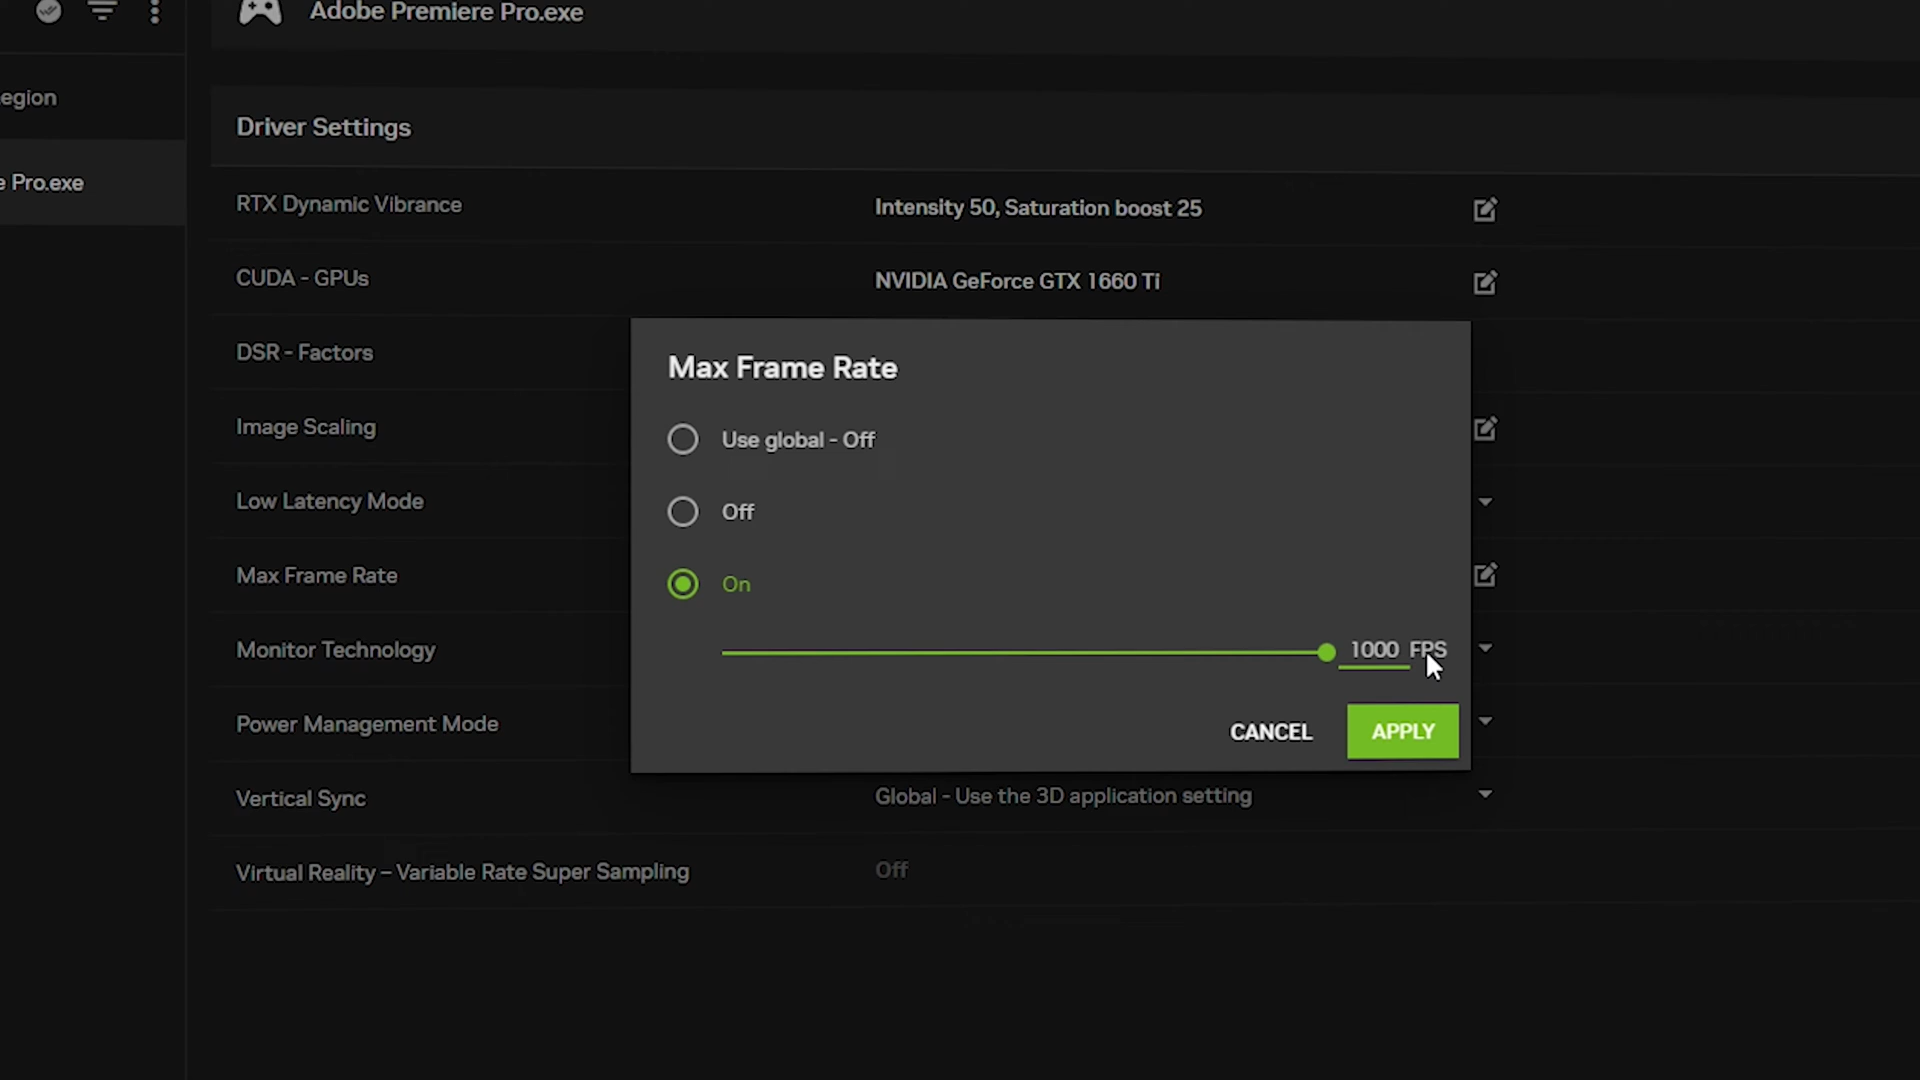 Adobe Premiere Pro.exe
egion
e Pro.exe
Driver Settings
RTX Dynamic Vibrance
Intensity 50, Saturation boost 25
CUDA - GPUs
NVIDIA GeForce GTX 1660 Ti
DSR - Factors
Image Scaling
Low Latency Mode
Max Frame Rate
Monitor Technology
Power Management Mode
Vertical Sync
Global - Use the 3D application setting
Virtual Reality – Variable Rate Super Sampling
Off
Max Frame Rate
Use global - Off
Off
On
1000 FPS
CANCEL
APPLY